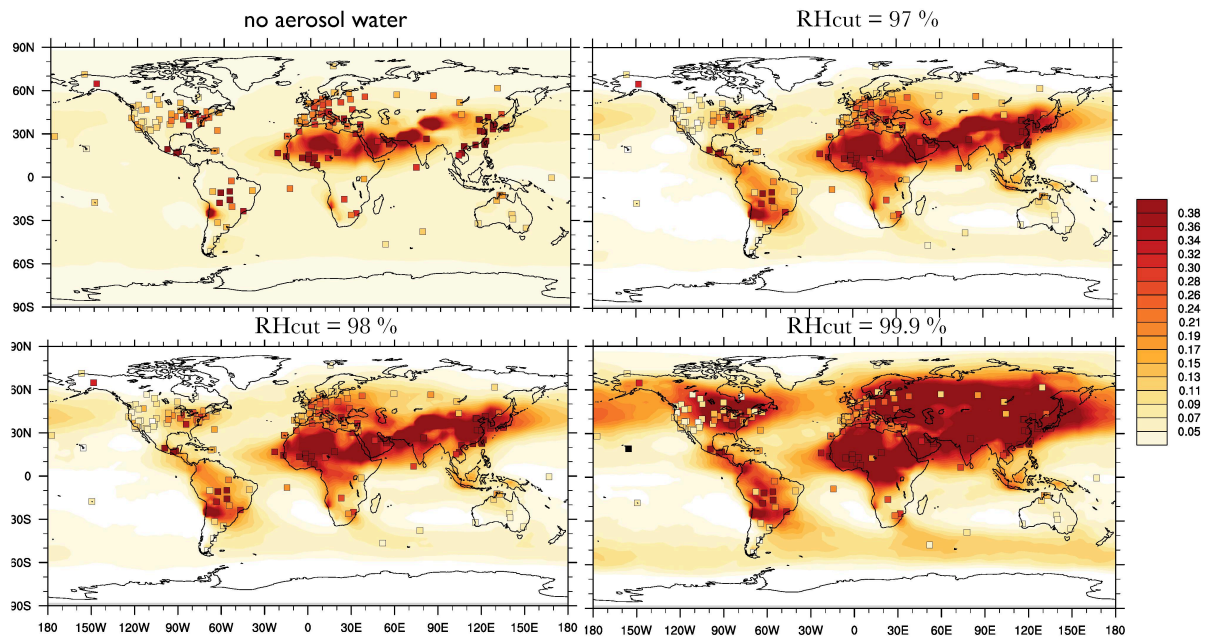 no aerosol water
RHcut = 97 %
90N
60N
30N
0
30S
60S
90S
RHcut = 98 %
RHcut = 99.9 %
90N
60N
30N
0
30S
60S
90S
180 150W 120W 90W 60W 30W 0 30E 60E 90E 120E 150E 180
180 150W 120W 90W 60W 30W 0 30E 60E 90E 120E 150E 180
0.38
0.36
0.34
0.32
0.30
0.28
0.26
0.24
0.21
0.19
0.17
0.15
0.13
0.11
0.09
0.07
0.05